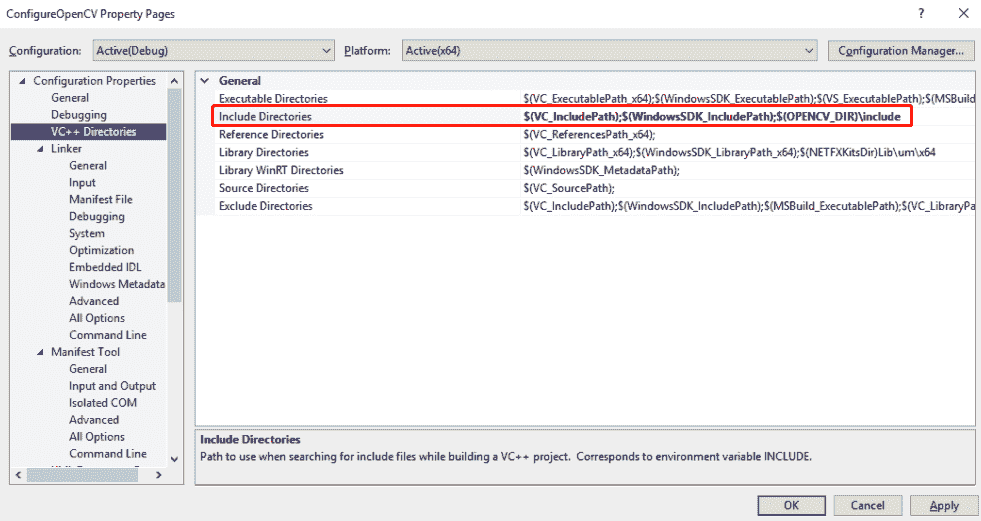 ConfigureOpenCV Property Pages
?
Configuration: Active(Debug) Platform: Active(x64) Configuration Manager...
Configuration Properties
General
Debugging
VC++ Directories
Linker
General
Input
Manifest File
Debugging
System
Optimization
Embedded IDL
Windows Metadata
Advanced
All Options
Command Line
Manifest Tool
General
Input and Output
Isolated COM
Advanced
All Options
Command Line
General
Executable Directories $(VC_ExecutablePath_x64);$(WindowsSDK_ExecutablePath);$(VS_ExecutablePath);$(MSBuild
Include Directories $(VC_IncludePath);$(WindowsSDK_IncludePath);$(OPENCV_DIR)\include
Reference Directories $(VC_ReferencesPath_x64);
Library Directories $(VC_LibraryPath_x64);$(WindowsSDK_LibraryPath_x64);$(NETFXKitsDir)Lib\um\x64
Library WinRT Directories $(WindowsSDK_MetadataPath);
Source Directories $(VC_SourcePath);
Exclude Directories $(VC_IncludePath);$(WindowsSDK_IncludePath);$(MSBuild_ExecutablePath);$(VC_LibraryPa
Include Directories
Path to use when searching for include files while building a VC++ project. Corresponds to environment variable INCLUDE.
OK Cancel Apply